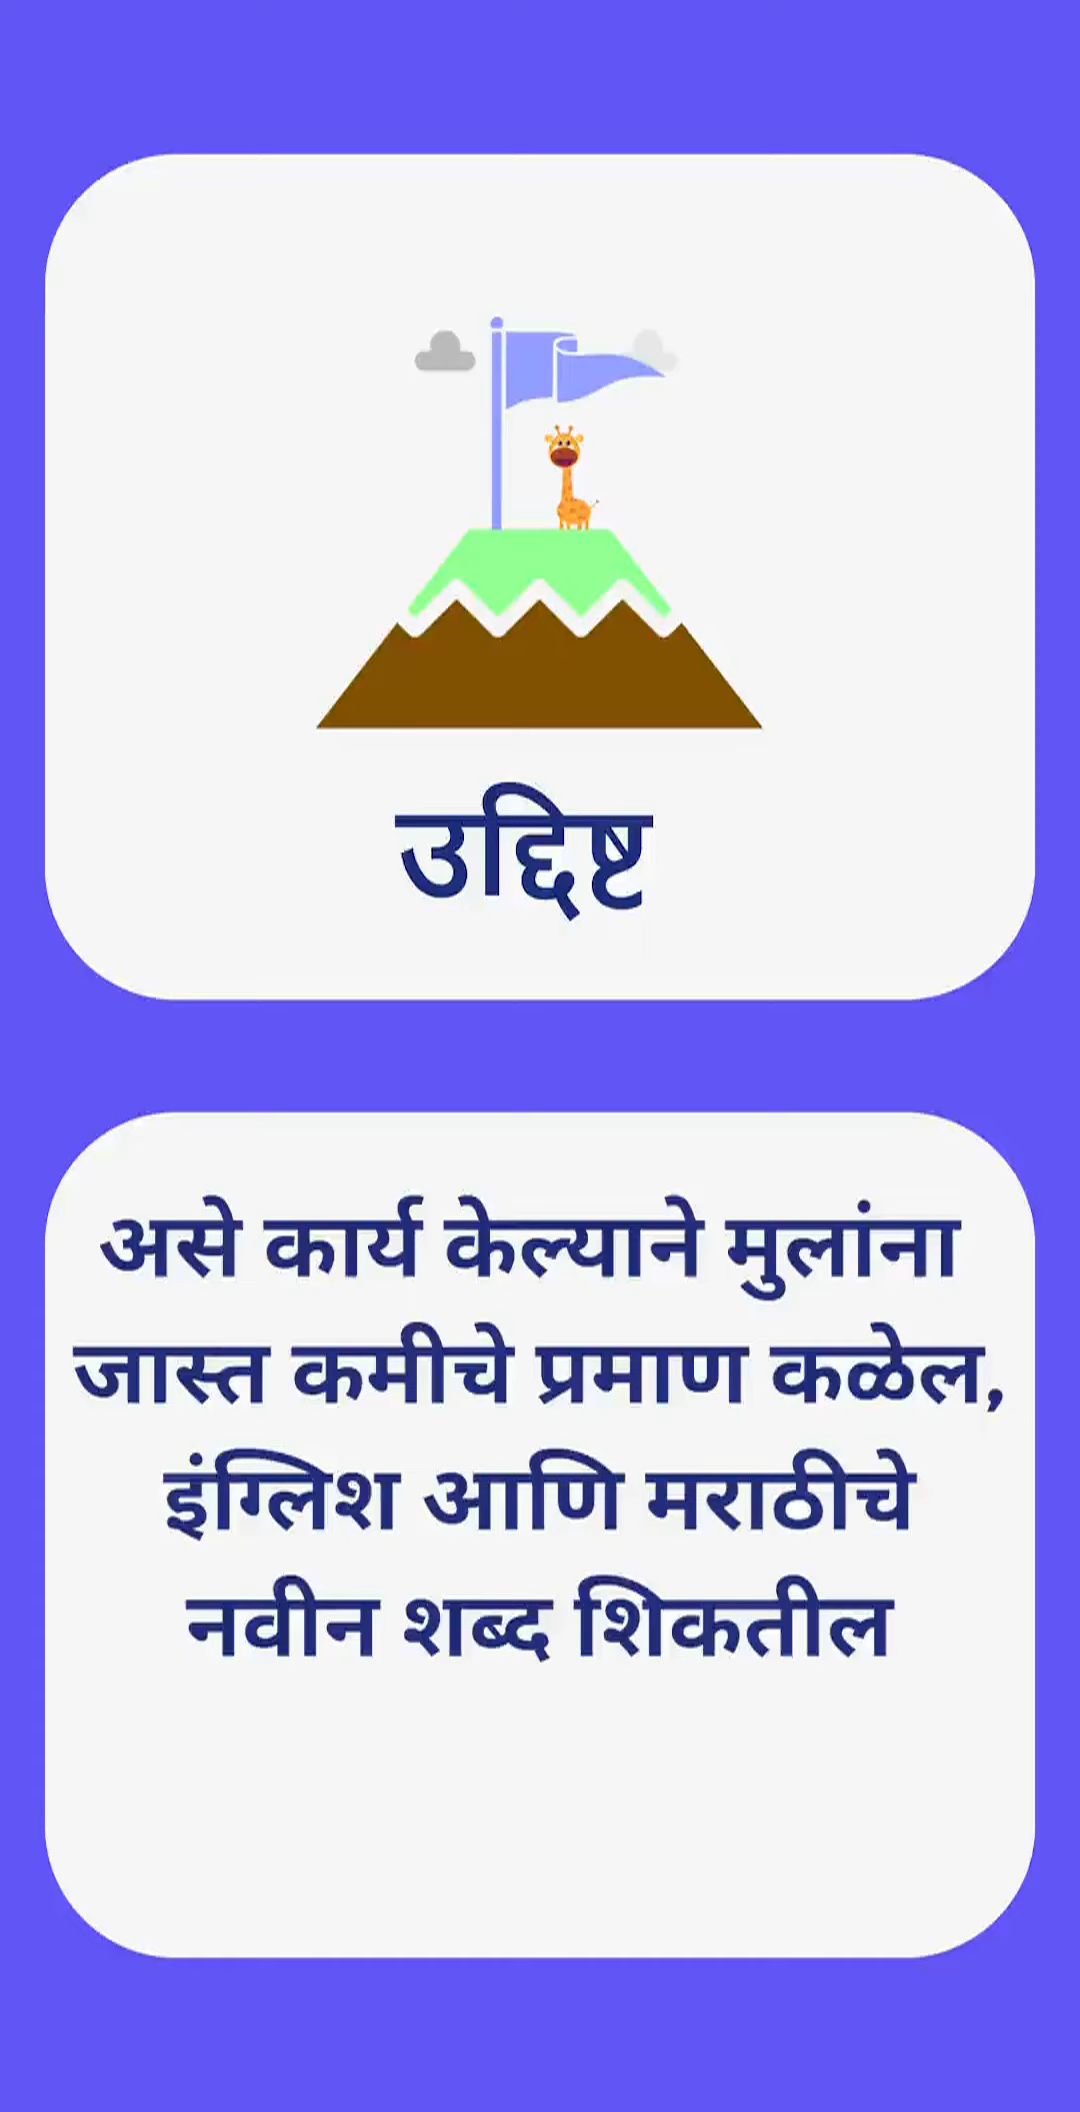 उद्दिष्ट
असे कार्य केल्याने मुलांना
जास्त कमीचे प्रमाण कळेल,
इंग्लिश आणि मराठीचे
नवीन शब्द शिकतील